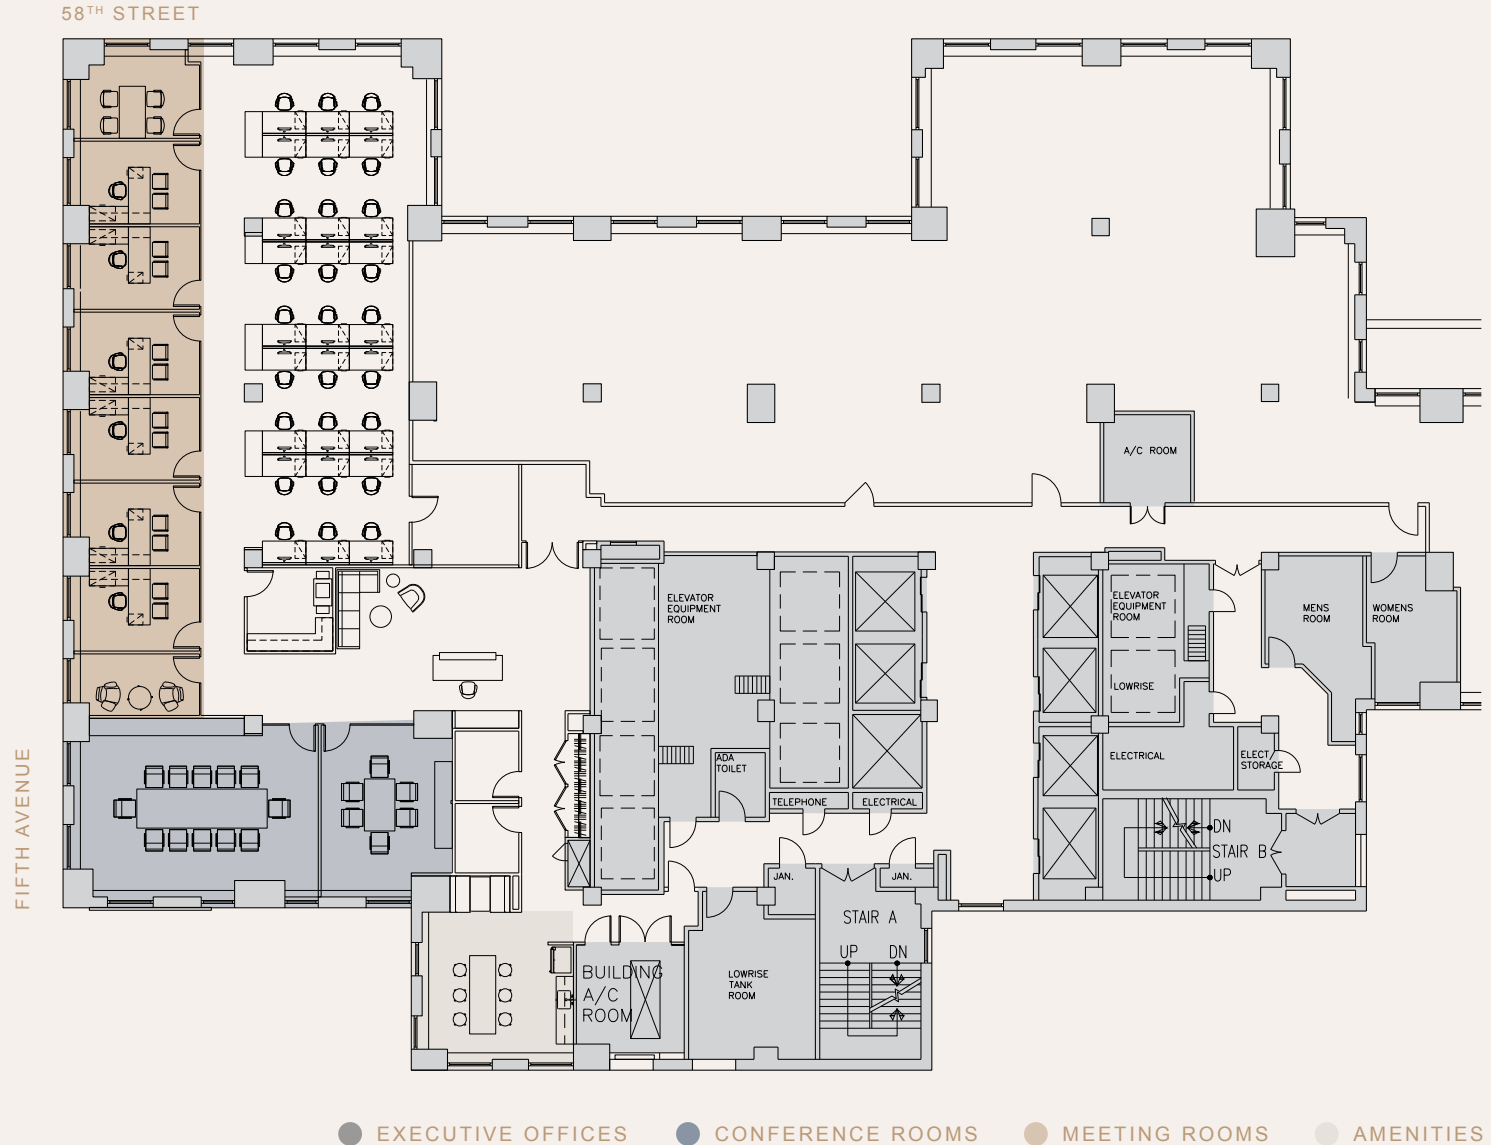 58TH STREET
A/C ROOM
ELEVATOR
EQUIPMENT
ROOM
ELEVATOR
EQUIPMENT
ROOM
MENS
ROOM
WOMENS
ROOM
LOWRISE
FIFTH AVENUE
ADA
TOILET
ELECTRICAL
ELECT/
STORAGE
TELEPHONE
ELECTRICAL
DN
STAIR B
UP
JAN.
JAN.
STAIR A
UP
DN
BUILDING
A/C
ROOM
LOWRISE
TANK
ROOM
EXECUTIVE OFFICES
CONFERENCE ROOMS
MEETING ROOMS
AMENITIES